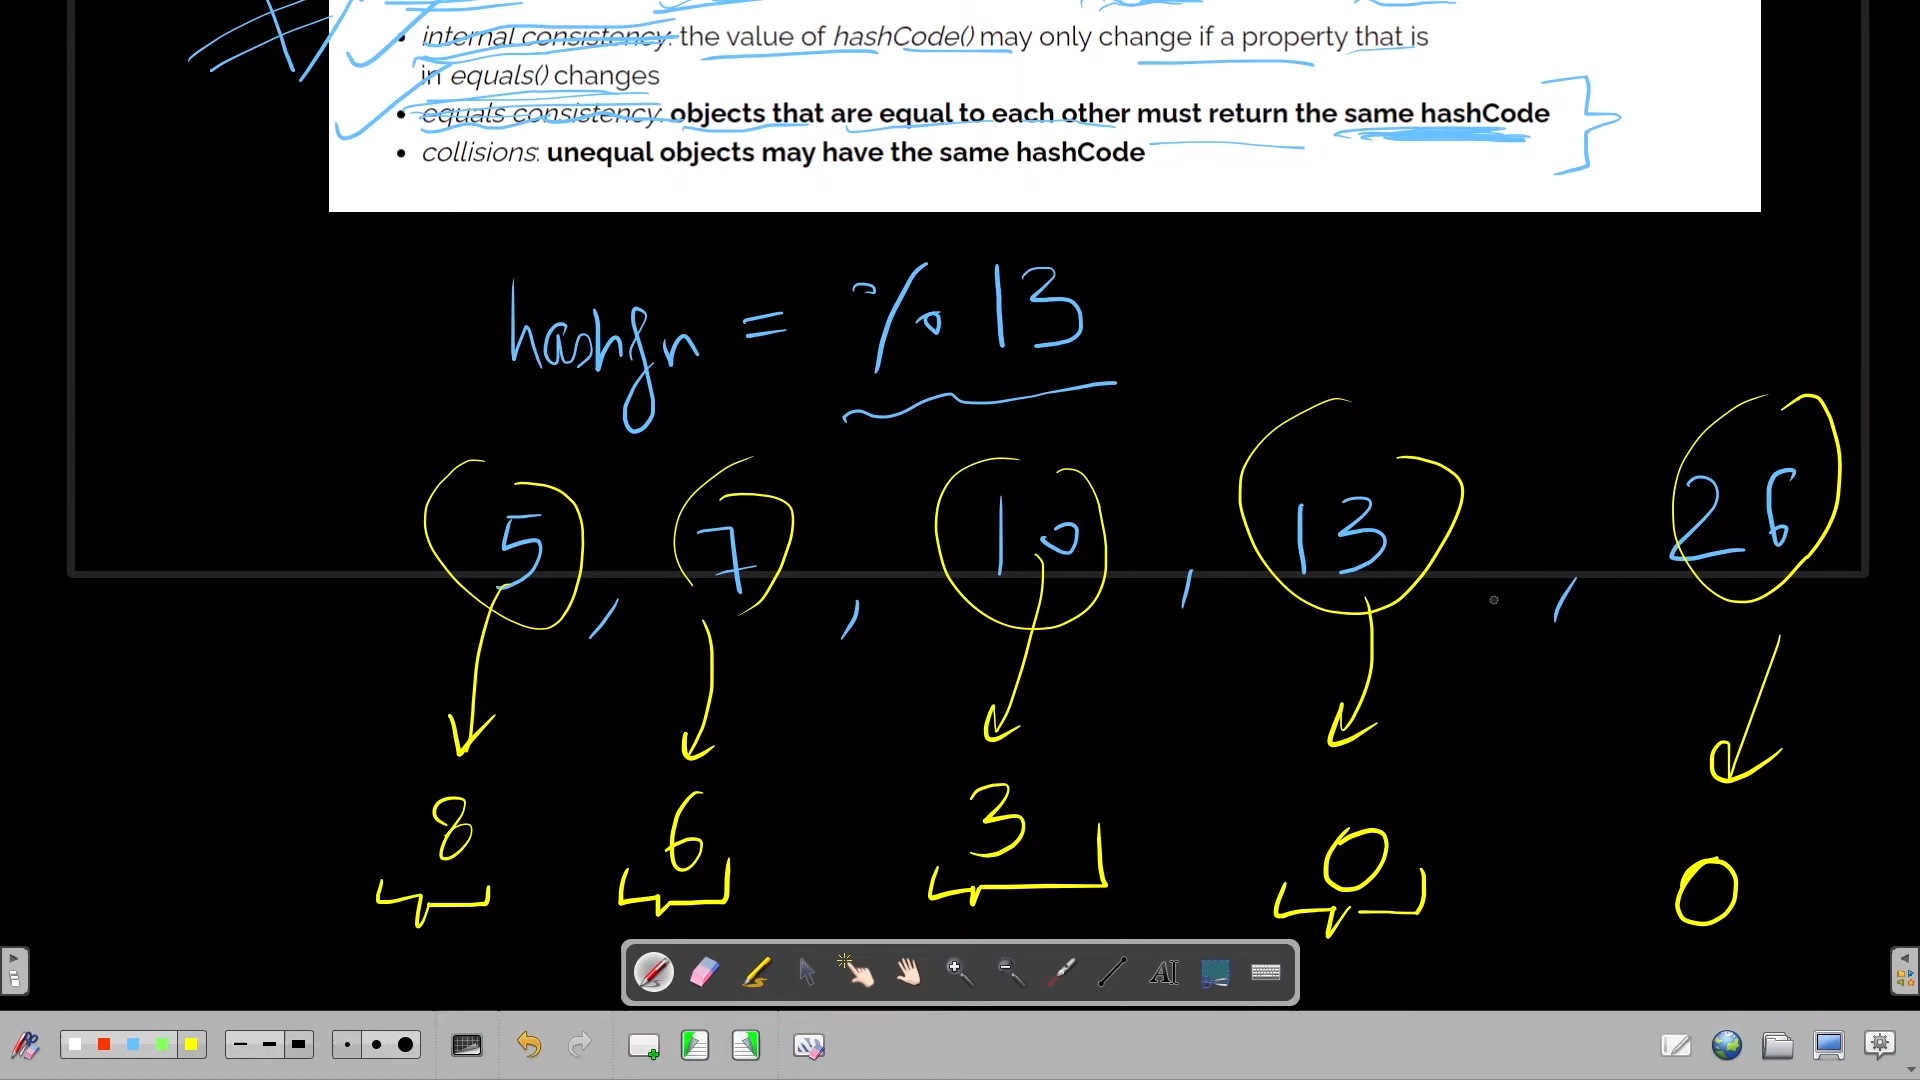 • internal consistency: the value of hashCode() may only change if a property that is
in equals() changes
• equals consistency: objects that are equal to each other must return the same hashCode
• collisions: unequal objects may have the same hashCode
hashfn = % 13
5 , 7 , 10 , 13 , 26
8 6 3 0 0
AI